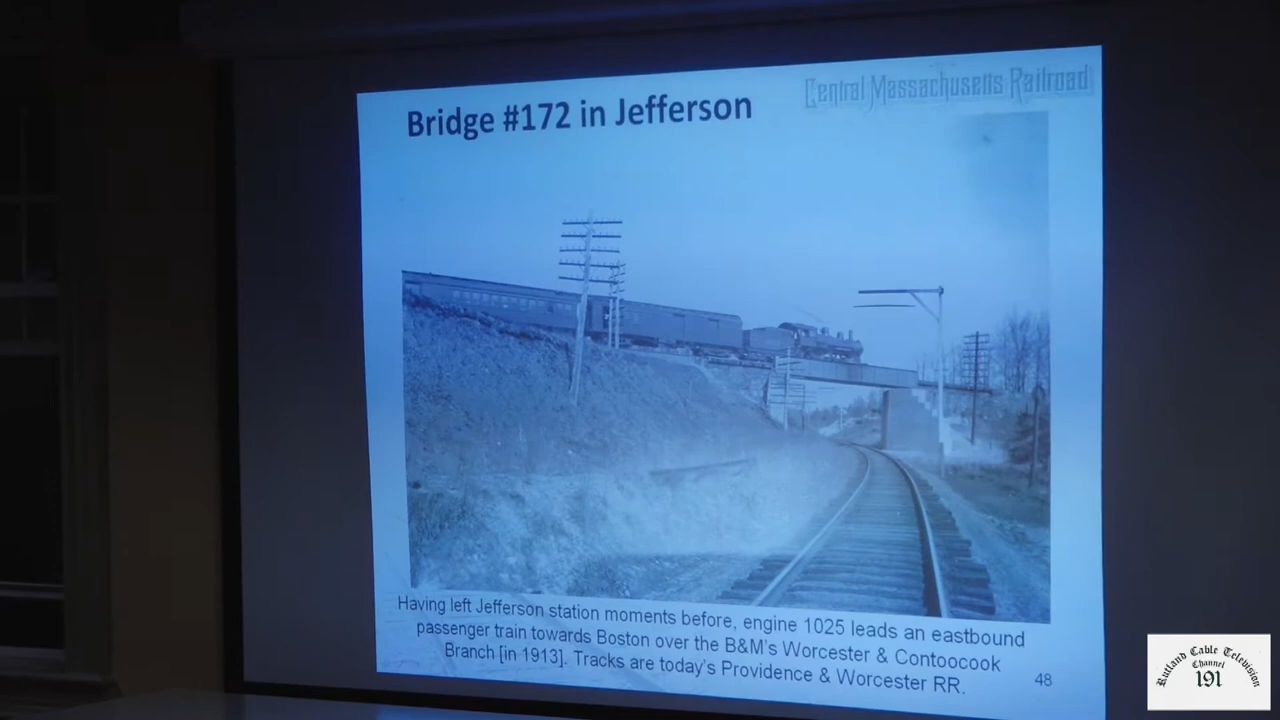 Central Massachusetts Railroad
Bridge #172 in Jefferson
Having left Jefferson station moments before, engine 1025 leads an eastbound
passenger train towards Boston over the B&M's Worcester & Contoocook
Branch [in 1913]. Tracks are today's Providence & Worcester RR.
48
Rutland Cable Television
Channel
191